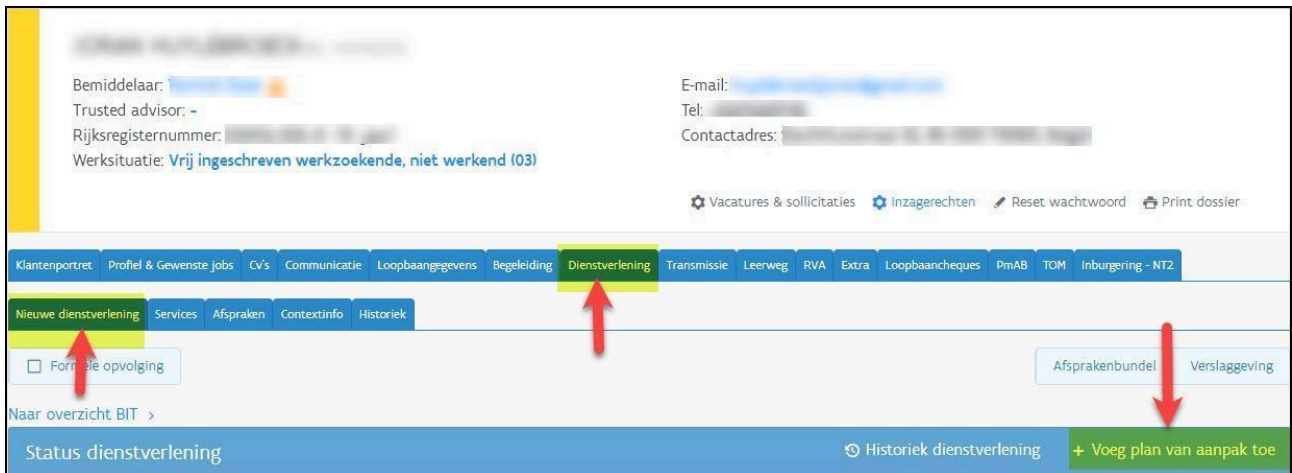 Bemiddelaar:
E-mail:
Trusted advisor: -
Tel:
Rijksregisternummer:
Contactadres:
Werksituatie: Vrij ingeschreven werkzoekende, niet werkend (03)
Vacatures & sollicitaties Inzagerechten Reset wachtwoord Print dossier
Klantenportret Profiel & Gewenste jobs Cv's Communicatie Loopbaangegevens Begeleiding Dienstverlening Transmissie Leerweg RVA Extra Loopbaancheques PmAB TOM Inburgering - NT2
Nieuwe dienstverlening Services Afspraken Contextinfo Historiek
Formele opvolging Afsprakenbundel Verslaggeving
Naar overzicht BIT >
Status dienstverlening Historiek dienstverlening + Voeg plan van aanpak toe